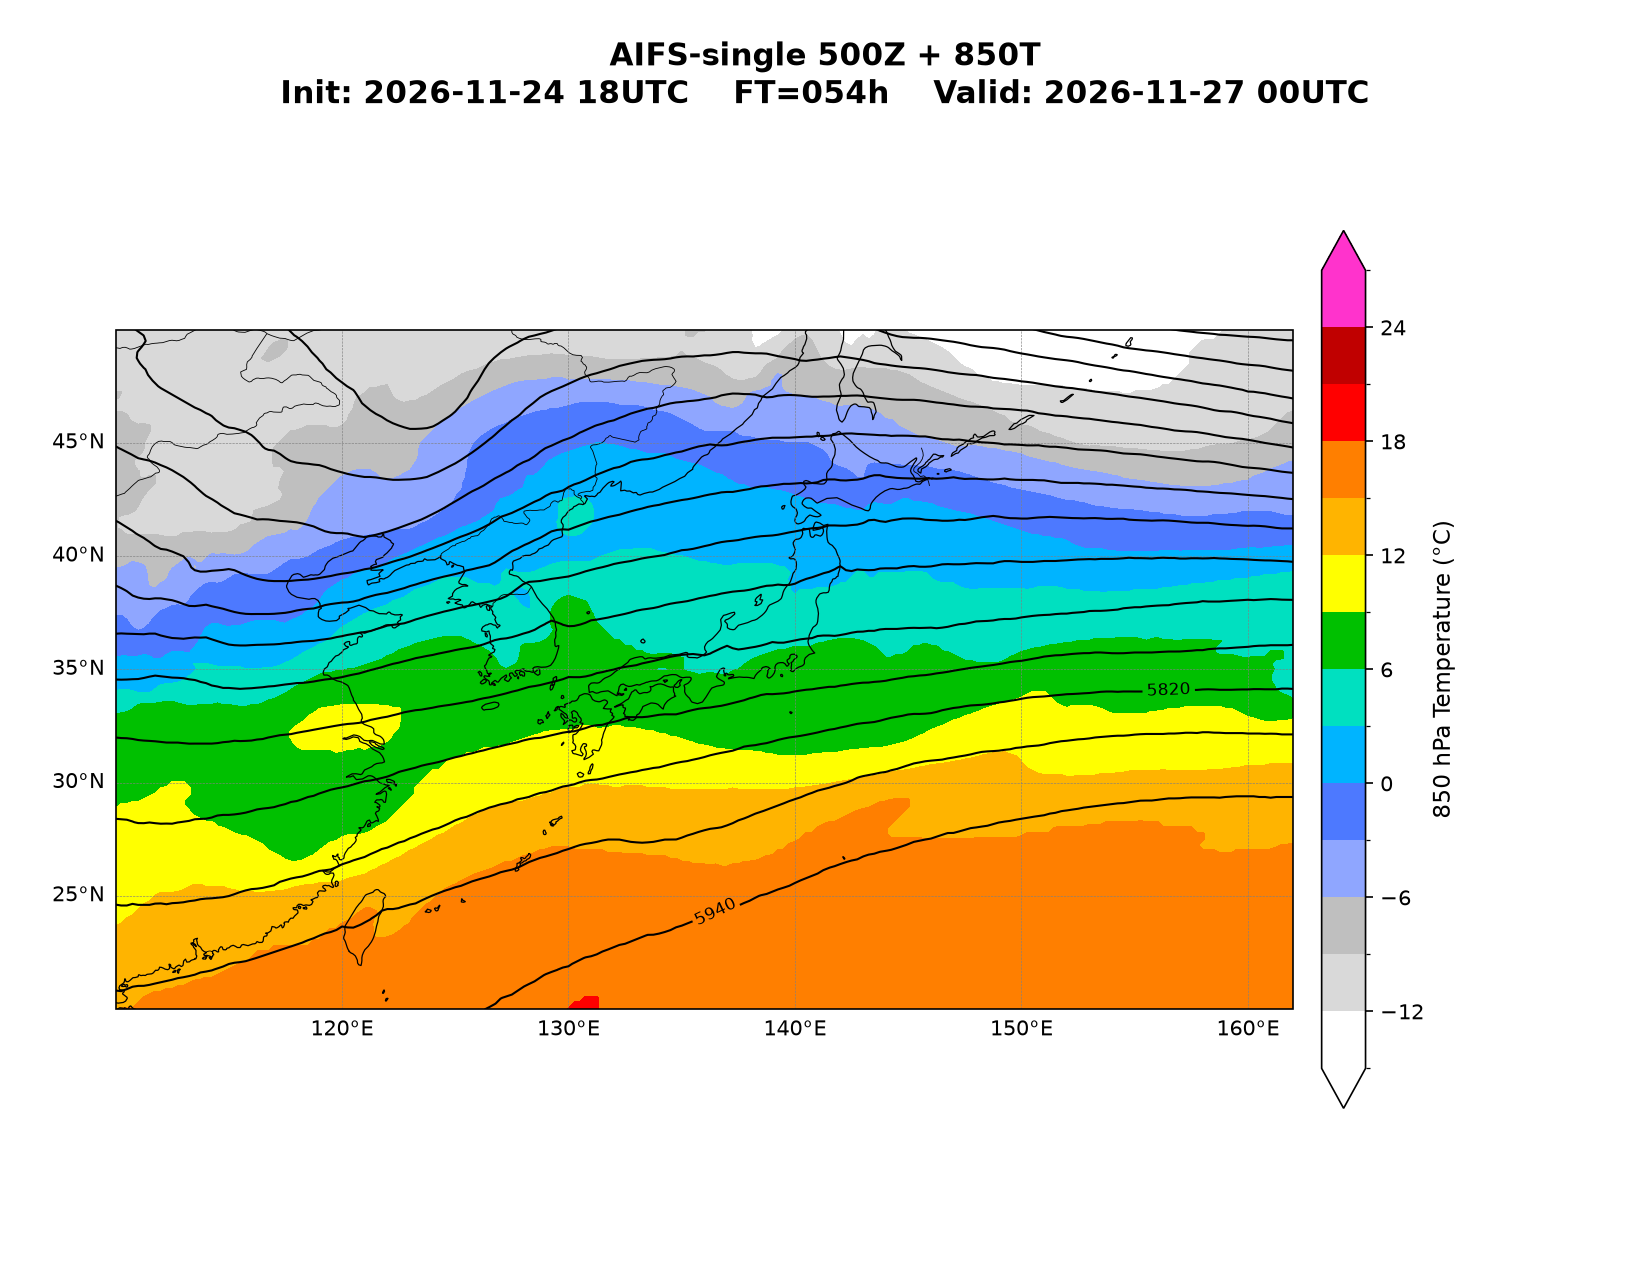 AIFS-single 500Z + 850T
Init: 2026-11-24 18UTC    FT=054h    Valid: 2026-11-27 00UTC
24
18
12
6
0
−6
−12
850 hPa Temperature (°C)
45°N
40°N
35°N
30°N
25°N
5820
5940
120°E
130°E
140°E
150°E
160°E